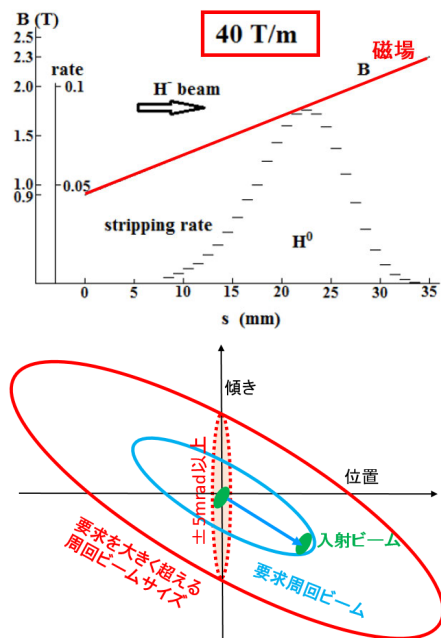 40 T/m
B (T)
2.5
2.3
2.0
1.5
1.0
0.9
rate
0.1
0.05
H⁻ beam
磁場
B
stripping rate
H⁰
0
5
10
15
20
25
30
35
s (mm)
傾き
位置
±5mrad以上
入射ビーム
要求周回ビーム
要求を大きく超える
周回ビームサイズ